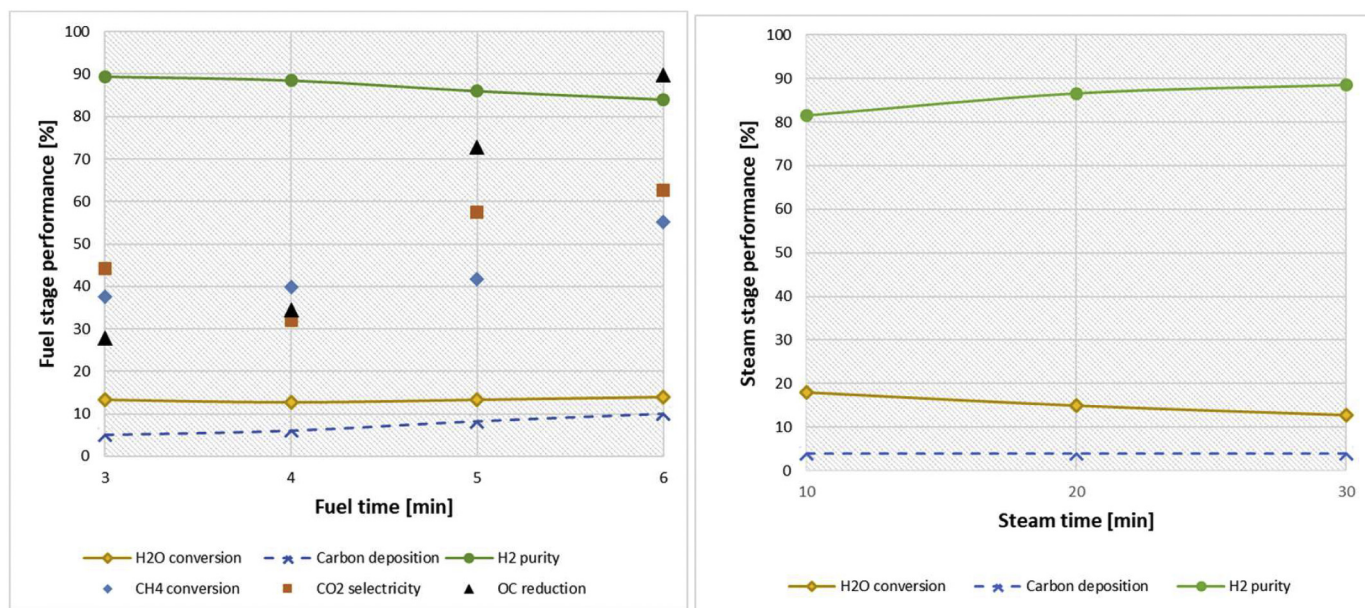 Fuel stage performance [%]
100
90
80
70
60
50
40
30
20
10
0
3 4 5 6
Fuel time [min]
H2O conversion Carbon deposition H2 purity
CH4 conversion CO2 selectricity OC reduction
Steam stage performance [%]
100
90
80
70
60
50
40
30
20
10
0
10 20 30
Steam time [min]
H2O conversion Carbon deposition H2 purity